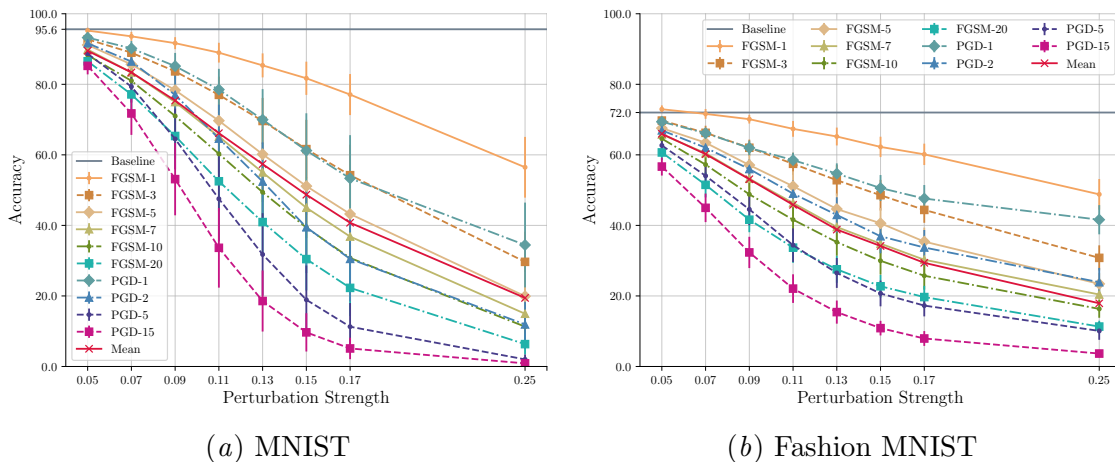 100.0
95.6
80.0
60.0
40.0
20.0
0.0
Accuracy
Baseline
FGSM-1
FGSM-3
FGSM-5
FGSM-7
FGSM-10
FGSM-20
PGD-1
PGD-2
PGD-5
PGD-15
Mean
0.05 0.07 0.09 0.11 0.13 0.15 0.17 0.25
Perturbation Strength
(a) MNIST
100.0
80.0
72.0
60.0
40.0
20.0
0.0
Accuracy
Baseline FGSM-5 FGSM-20 PGD-5
FGSM-1 FGSM-7 PGD-1 PGD-15
FGSM-3 FGSM-10 PGD-2 Mean
0.05 0.07 0.09 0.11 0.13 0.15 0.17 0.25
Perturbation Strength
(b) Fashion MNIST